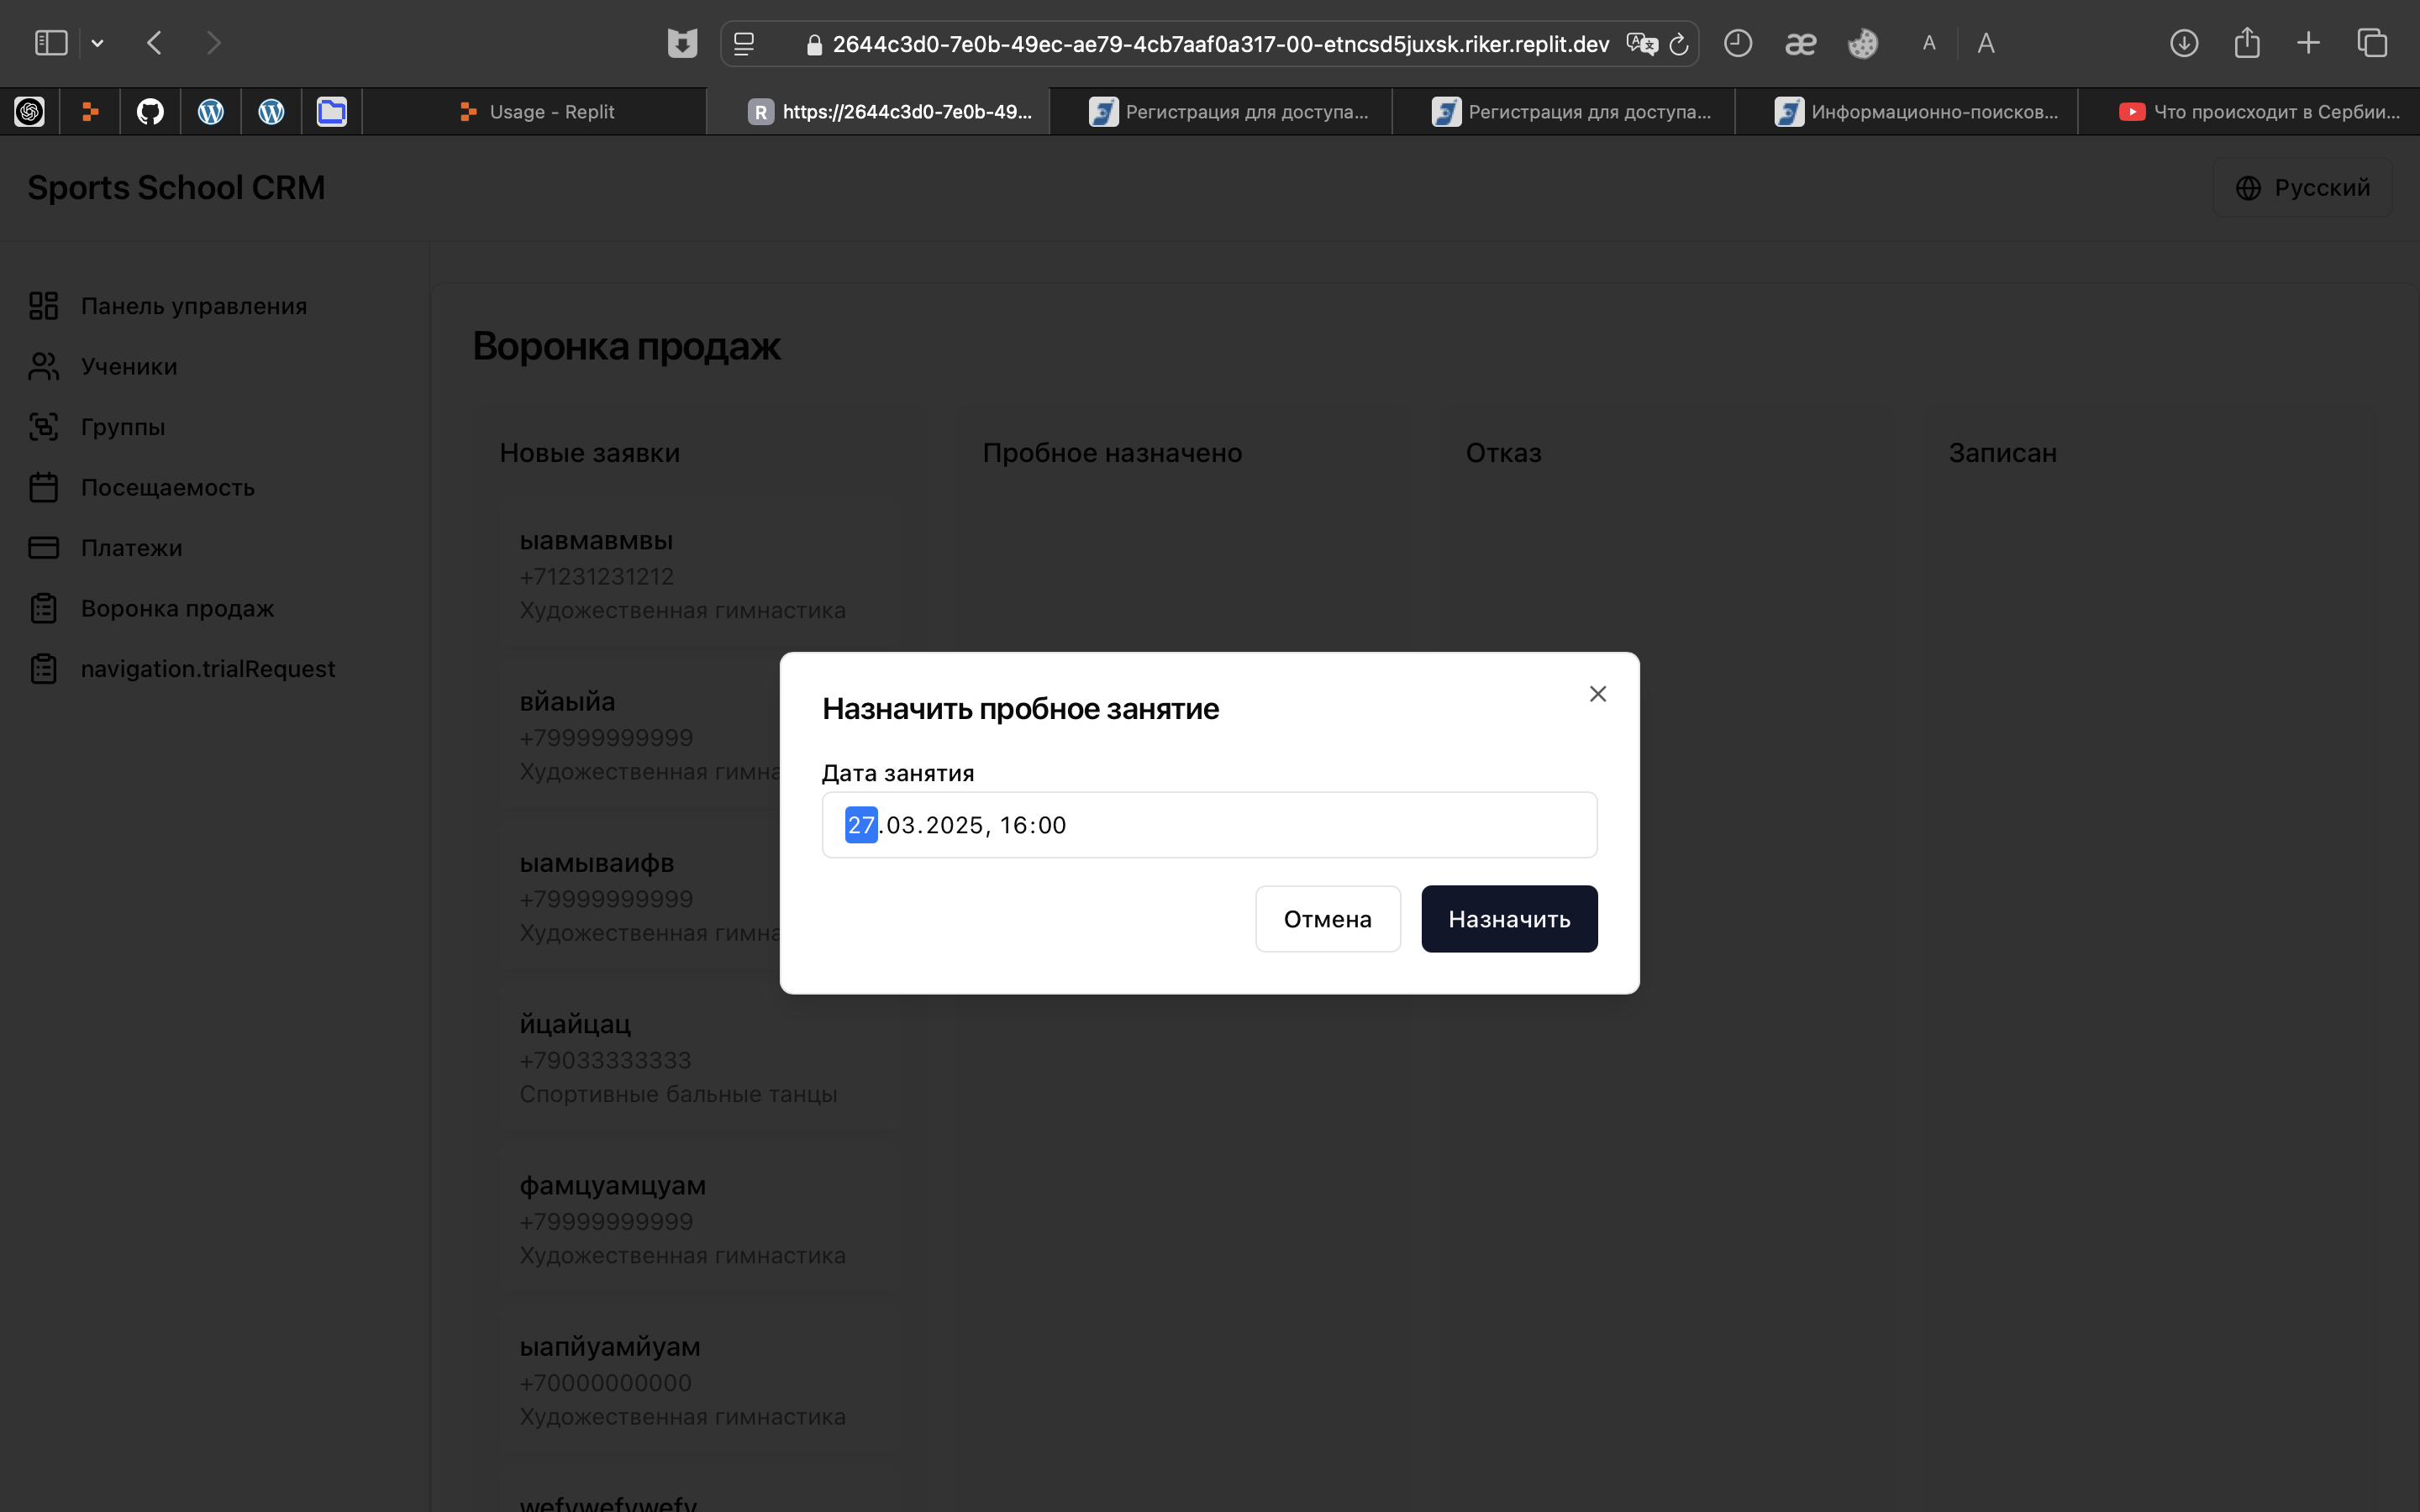 2644c3d0-7e0b-49ec-ae79-4cb7aaf0a317-00-etncsd5juxsk.riker.replit.dev
Usage - Replit
R https://2644c3d0-7e0b-49...
Регистрация для доступа...
Регистрация для доступа...
Информационно-поисков...
Что происходит в Сербии...
Sports School CRM
Русский
Панель управления
Ученики
Группы
Посещаемость
Платежи
Воронка продаж
navigation.trialRequest
Воронка продаж
Новые заявки
Пробное назначено
Отказ
Записан
ыавмавмвы
+71231231212
Художественная гимнастика
вйаыйа
+79999999999
Художественная гимна
ыамываифв
+79999999999
Художественная гимна
йцайцац
+79033333333
Спортивные бальные танцы
фамцуамцуам
+79999999999
Художественная гимнастика
ыапйуамйуам
+70000000000
Художественная гимнастика
wefywefywefy
Назначить пробное занятие
Дата занятия
27.03.2025, 16:00
Отмена
Назначить